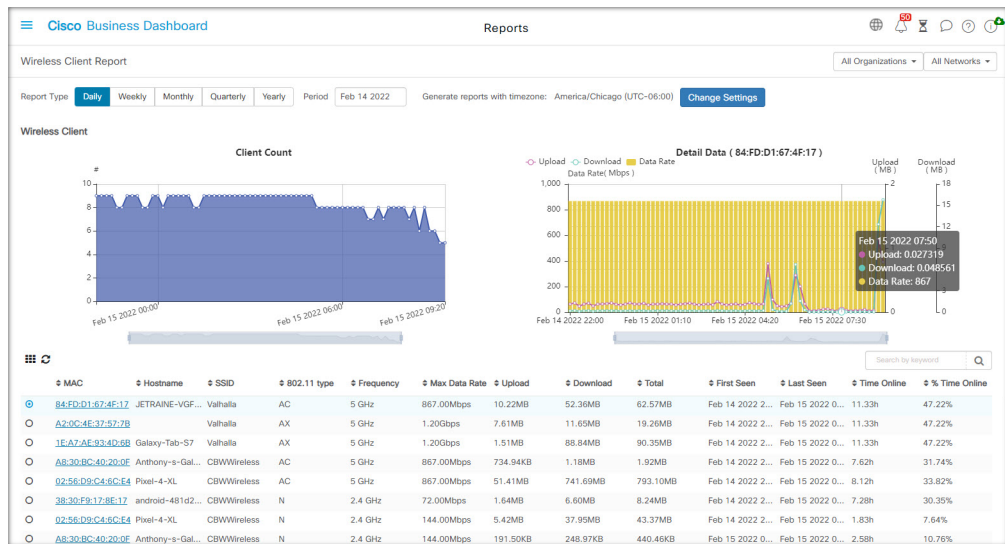 Cisco Business Dashboard
Reports
50
Wireless Client Report
All Organizations
All Networks
Report Type Daily Weekly Monthly Quarterly Yearly Period Feb 14 2022 Generate reports with timezone: America/Chicago (UTC-06:00) Change Settings
Wireless Client
Client Count
#
10
8
6
4
2
0
Feb 15 2022 00:00
Feb 15 2022 06:00
Feb 15 2022 09:20
Detail Data ( 84:FD:D1:67:4F:17 )
Upload Download Data Rate
Data Rate( Mbps )
Upload ( MB )
Download ( MB )
1,000
800
600
400
200
0
2
0
18
15
12
3
0
Feb 15 2022 07:50
Upload: 0.027319
Download: 0.048561
Data Rate: 867
Feb 14 2022 22:00
Feb 15 2022 01:10
Feb 15 2022 04:20
Feb 15 2022 07:30
Search by keyword
MAC Hostname SSID 802.11 type Frequency Max Data Rate Upload Download Total First Seen Last Seen Time Online % Time Online
84:FD:D1:67:4F:17 JETRAINE-VGF... Valhalla AC 5 GHz 867.00Mbps 10.22MB 52.36MB 62.57MB Feb 14 2022 2... Feb 15 2022 0... 11.33h 47.22%
A2:0C:4E:37:57:7B Valhalla AX 5 GHz 1.20Gbps 7.61MB 11.65MB 19.26MB Feb 14 2022 2... Feb 15 2022 0... 11.33h 47.22%
1E:A7:AE:93:4D:6B Galaxy-Tab-S7 Valhalla AX 5 GHz 1.20Gbps 1.51MB 88.84MB 90.35MB Feb 14 2022 2... Feb 15 2022 0... 11.33h 47.22%
A8:30:BC:40:20:0F Anthony-s-Gal... CBWWireless AC 5 GHz 867.00Mbps 734.94KB 1.18MB 1.92MB Feb 14 2022 2... Feb 15 2022 0... 7.62h 31.74%
02:56:D9:C4:6C:E4 Pixel-4-XL CBWWireless AC 5 GHz 867.00Mbps 51.41MB 741.69MB 793.10MB Feb 14 2022 2... Feb 15 2022 0... 8.12h 33.82%
38:30:F9:17:8E:17 android-481d2... CBWWireless N 2.4 GHz 72.00Mbps 1.64MB 6.60MB 8.24MB Feb 14 2022 2... Feb 15 2022 0... 7.28h 30.35%
02:56:D9:C4:6C:E4 Pixel-4-XL CBWWireless N 2.4 GHz 144.00Mbps 5.42MB 37.95MB 43.37MB Feb 15 2022 0... Feb 15 2022 0... 1.83h 7.64%
A8:30:BC:40:20:0F Anthony-s-Gal... CBWWireless N 2.4 GHz 144.00Mbps 191.50KB 248.97KB 440.46KB Feb 15 2022 0... Feb 15 2022 0... 2.58h 10.76%